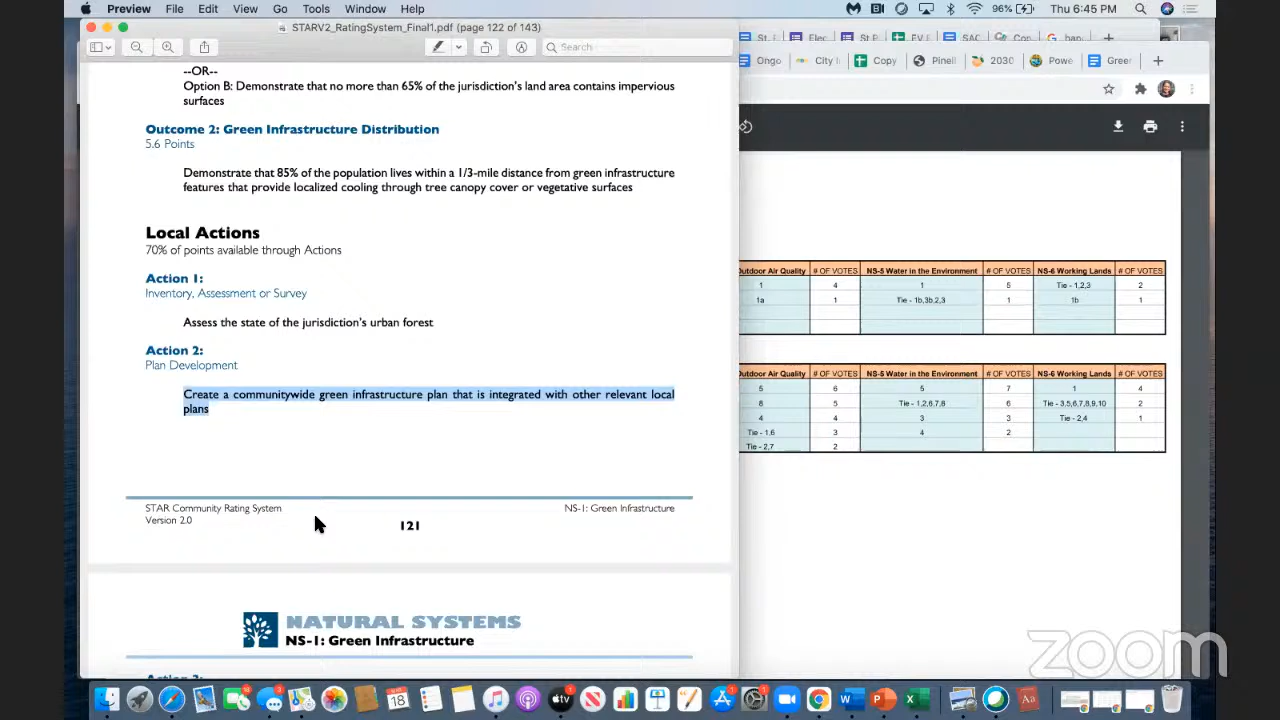 Preview File Edit View Go Tools Window Help
96% Thu 6:45 PM
STARV2_RatingSystem_Final1.pdf (page 122 of 143)
Search
St. Elec St P EV F SAC Co
Ongo City I Copy Pinell 2030 Powe Greer
--OR--
Option B: Demonstrate that no more than 65% of the jurisdiction's land area contains impervious
surfaces
Outcome 2: Green Infrastructure Distribution
5.6 Points
Demonstrate that 85% of the population lives within a 1/3-mile distance from green infrastructure
features that provide localized cooling through tree canopy cover or vegetative surfaces
Local Actions
70% of points available through Actions
Action 1:
Inventory, Assessment or Survey
Assess the state of the jurisdiction's urban forest
Action 2:
Plan Development
Create a communitywide green infrastructure plan that is integrated with other relevant local
plans
STAR Community Rating System
Version 2.0
121
NS-1: Green Infrastructure
NATURAL SYSTEMS
NS-1: Green Infrastructure
utdoor Air Quality # OF VOTES NS-5 Water in the Environment # OF VOTES NS-6 Working Lands # OF VOTES
1 4 1 5 Tie - 1,2,3 2
1a 1 Tie - 1b,3b,2,3 1 1b 1
utdoor Air Quality # OF VOTES NS-5 Water in the Environment # OF VOTES NS-6 Working Lands # OF VOTES
5 6 5 7 1 4
8 5 Tie - 1,2,6,7,8 6 Tie - 3,5,6,7,8,9,10 2
4 4 3 3 Tie - 2,4 1
Tie - 1,6 3 4 2
Tie - 2,7 2
zoom